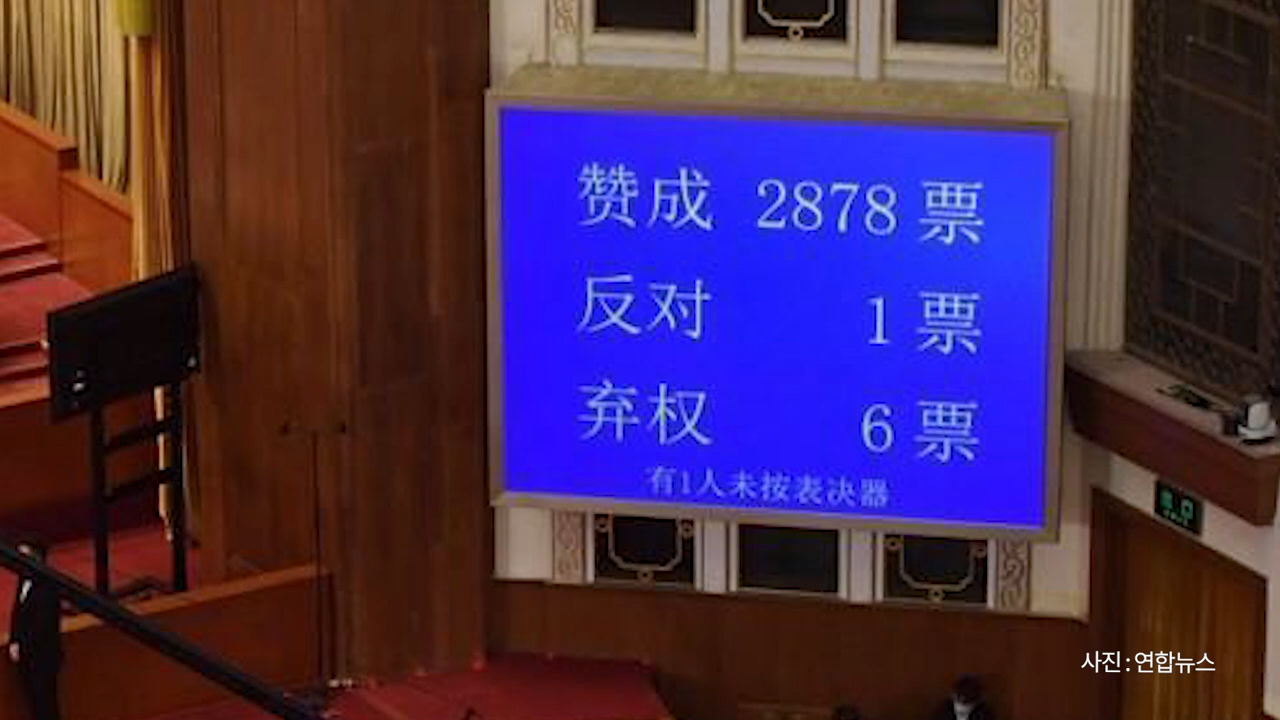 赞成 2878 票
反对 1 票
弃权 6 票
有1人未按表决器
사진 : 연합뉴스